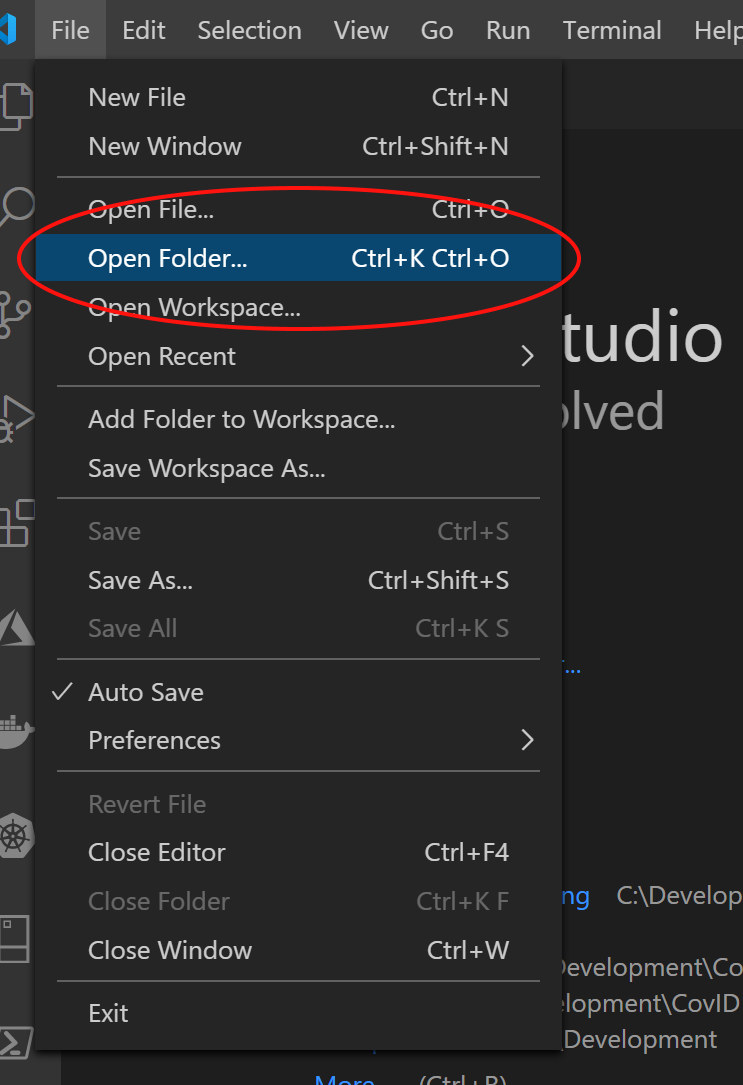 File Edit Selection View Go Run Terminal Help
New File Ctrl+N
New Window Ctrl+Shift+N
Open File... Ctrl+O
Open Folder... Ctrl+K Ctrl+O
Open Workspace...
Open Recent
tudio
olved
Add Folder to Workspace...
Save Workspace As...
Save Ctrl+S
Save As... Ctrl+Shift+S
Save All Ctrl+K S
r...
Auto Save
Preferences
Revert File
Close Editor Ctrl+F4
Close Folder Ctrl+K F
ng C:\Develop
Close Window Ctrl+W
Development\Co
elopment\CovID
Exit
\Development
More... (Ctrl+R)